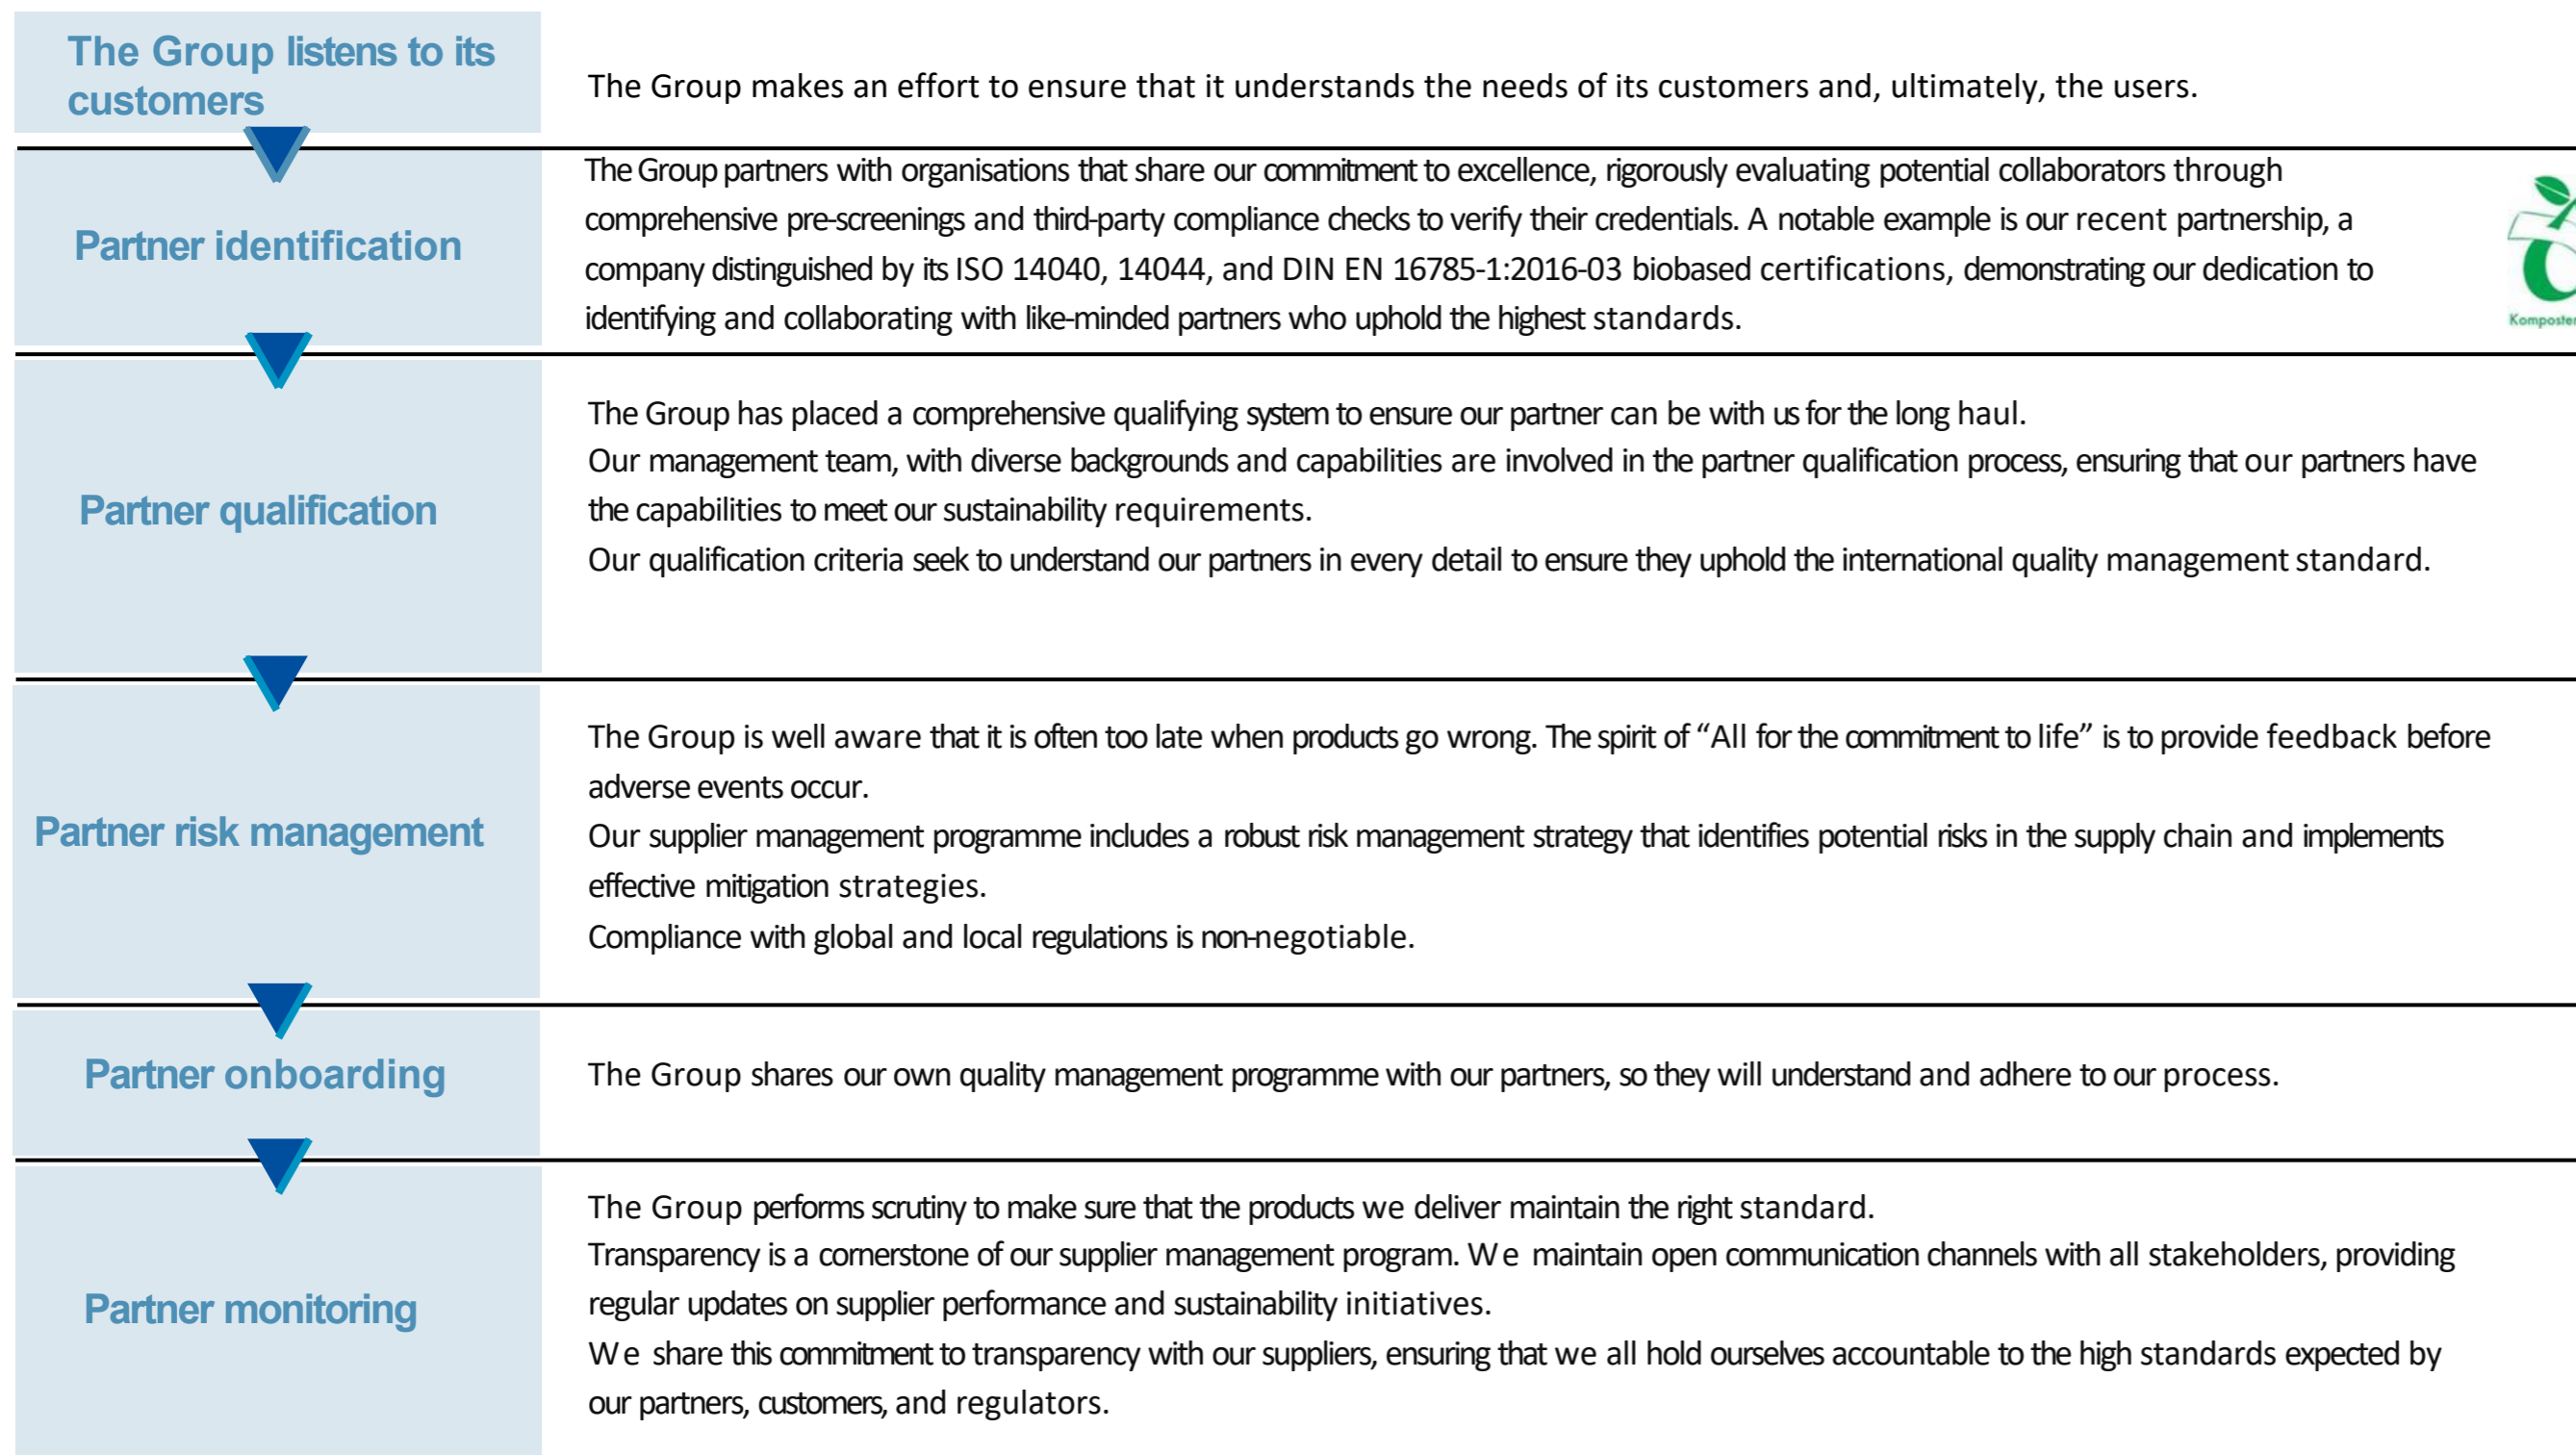 The Group listens to its
customers
The Group makes an effort to ensure that it understands the needs of its customers and, ultimately, the users.
Partner identification
The Group partners with organisations that share our commitment to excellence, rigorously evaluating potential collaborators through
comprehensive pre-screenings and third-party compliance checks to verify their credentials. A notable example is our recent partnership, a
company distinguished by its ISO 14040, 14044, and DIN EN 16785-1:2016-03 biobased certifications, demonstrating our dedication to
identifying and collaborating with like-minded partners who uphold the highest standards.
Partner qualification
The Group has placed a comprehensive qualifying system to ensure our partner can be with us for the long haul.
Our management team, with diverse backgrounds and capabilities are involved in the partner qualification process, ensuring that our partners have
the capabilities to meet our sustainability requirements.
Our qualification criteria seek to understand our partners in every detail to ensure they uphold the international quality management standard.
Partner risk management
The Group is well aware that it is often too late when products go wrong. The spirit of “All for the commitment to life” is to provide feedback before
adverse events occur.
Our supplier management programme includes a robust risk management strategy that identifies potential risks in the supply chain and implements
effective mitigation strategies.
Compliance with global and local regulations is non-negotiable.
Partner onboarding
The Group shares our own quality management programme with our partners, so they will understand and adhere to our process.
Partner monitoring
The Group performs scrutiny to make sure that the products we deliver maintain the right standard.
Transparency is a cornerstone of our supplier management program. We maintain open communication channels with all stakeholders, providing
regular updates on supplier performance and sustainability initiatives.
We share this commitment to transparency with our suppliers, ensuring that we all hold ourselves accountable to the high standards expected by
our partners, customers, and regulators.